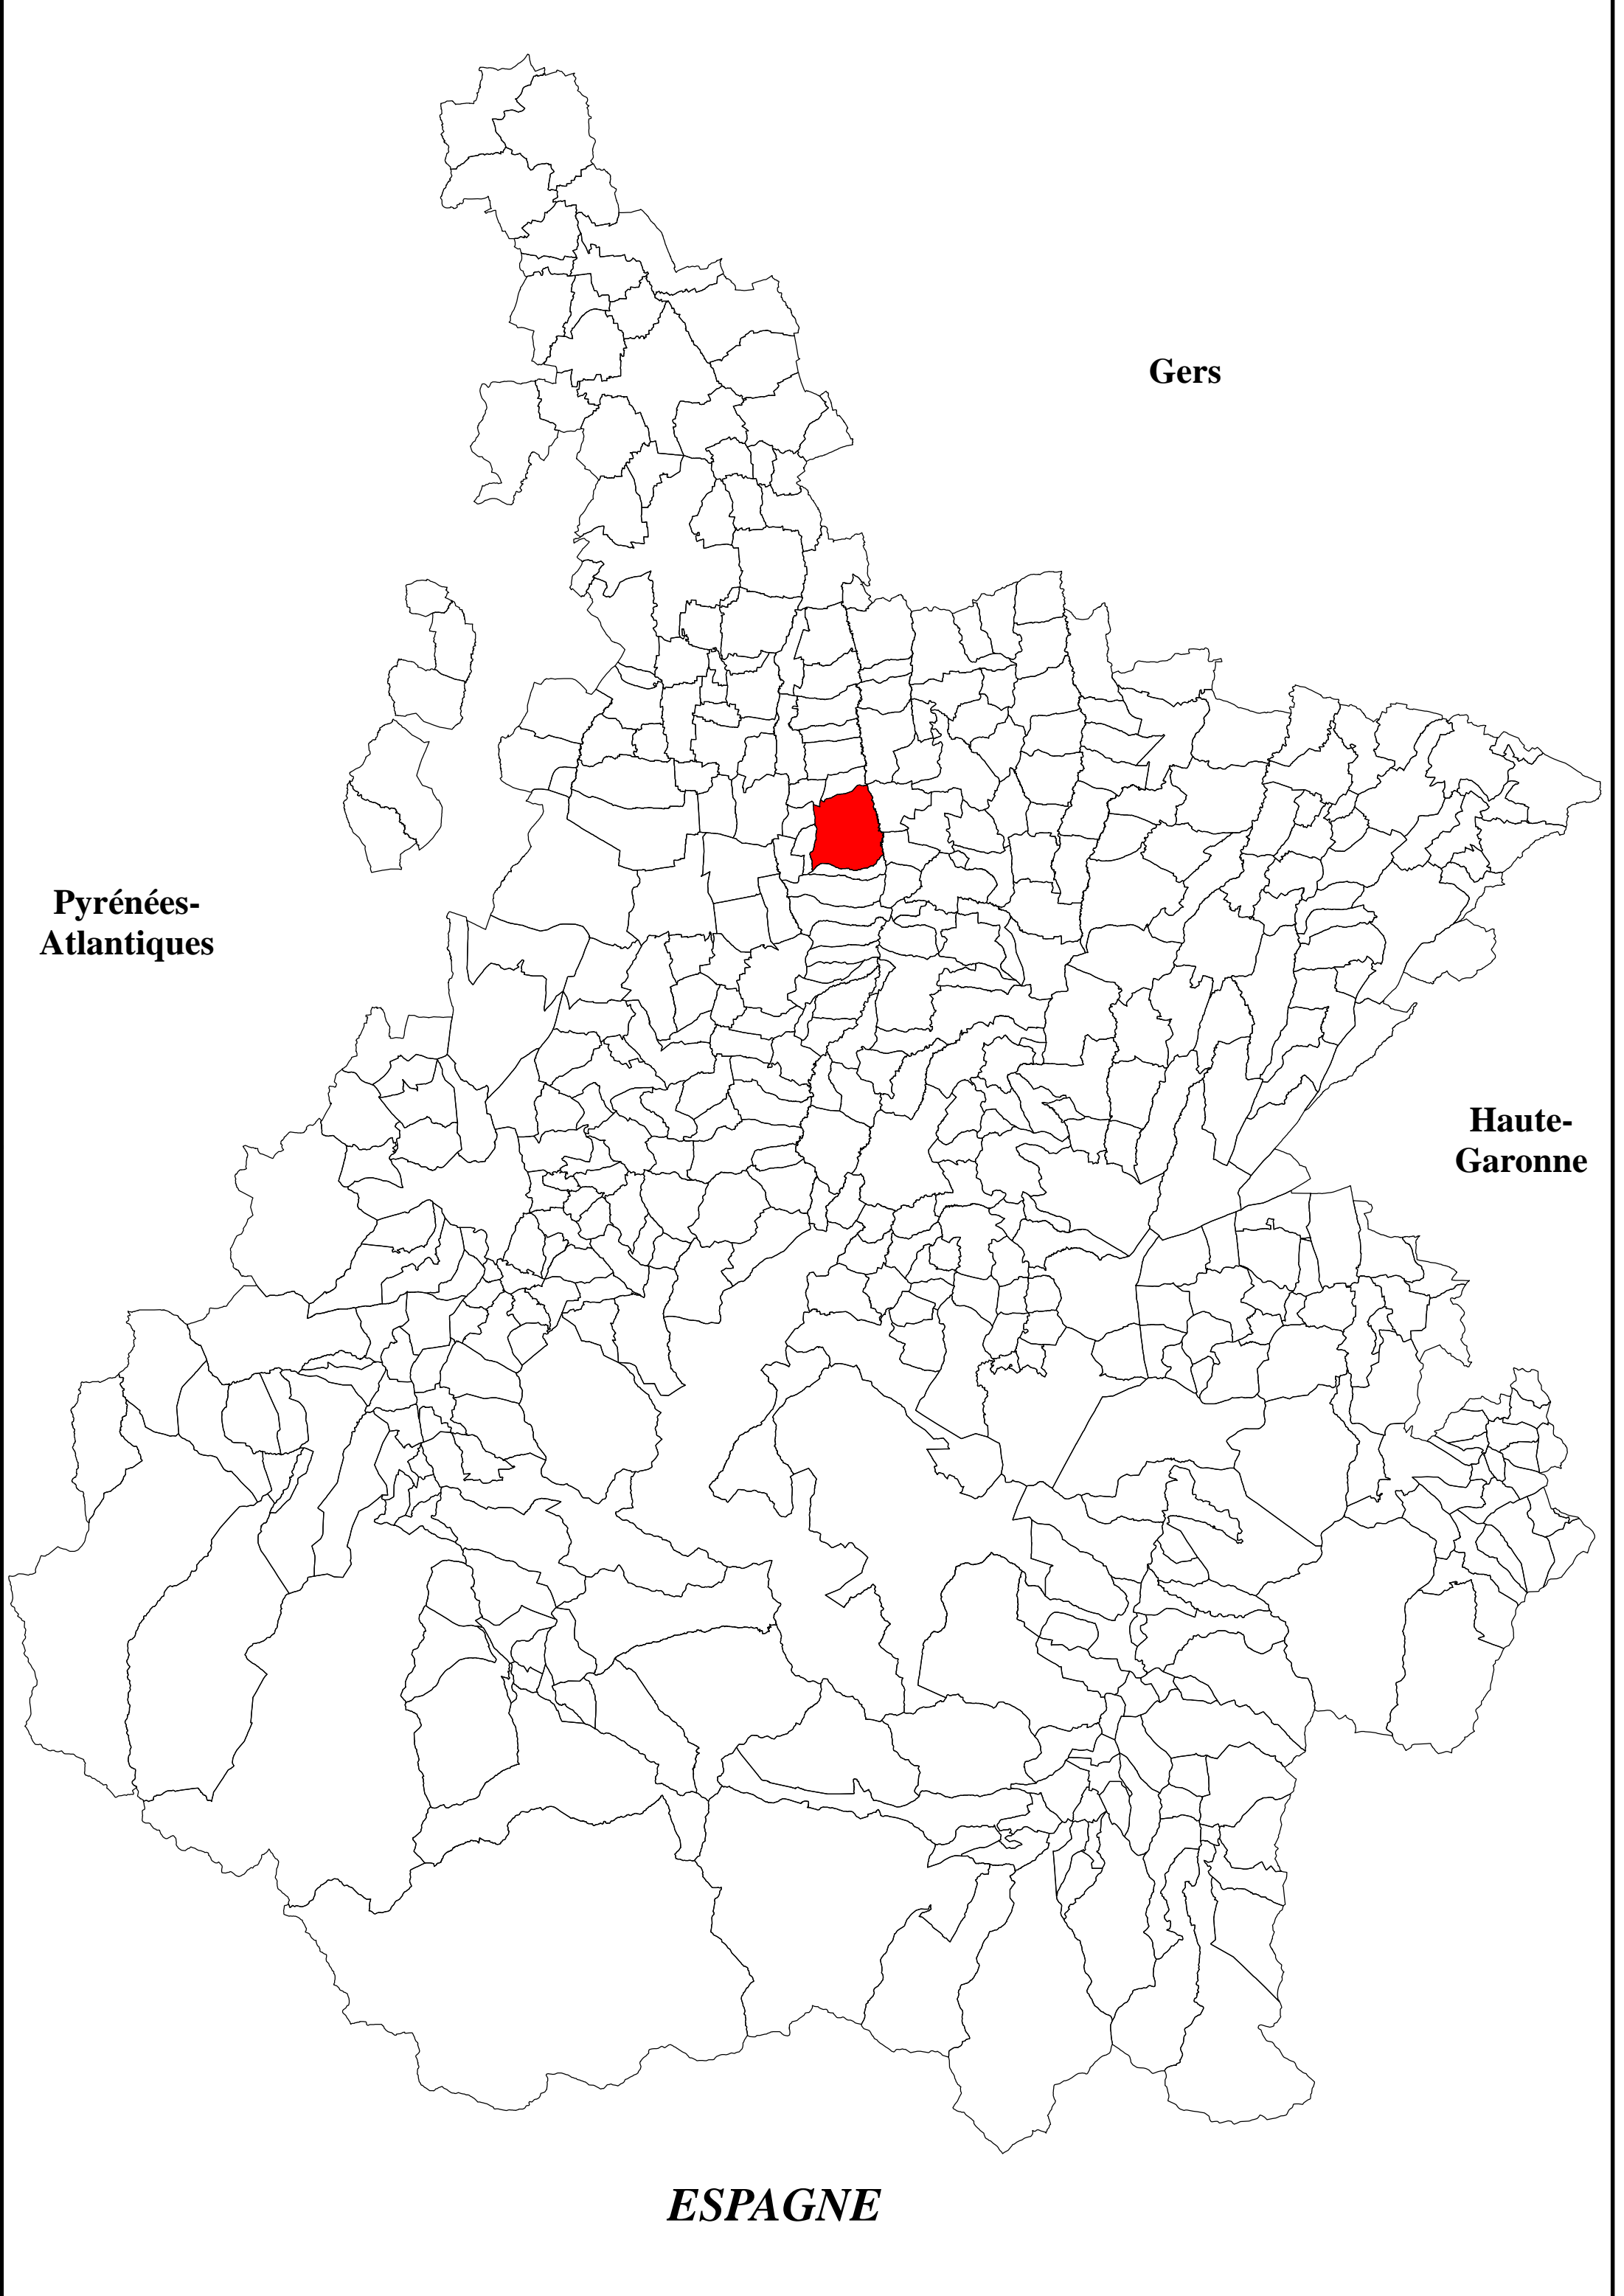 Gers
Pyrénées-
Atlantiques
Haute-
Garonne
ESPAGNE